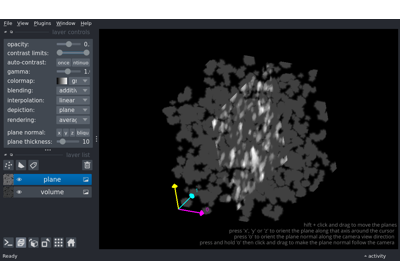 File View Plugins Window Help
layer controls
opacity: 0.
contrast limits:
auto-contrast: once
gamma: 1.
colormap: gr
blending: additiv
interpolation: linear
depiction: plane
rendering: averag
plane normal: x y z
plane thickness: 10
layer list
plane
volume
shift + click and drag to move the plane
press 'x', 'y' or 'z' to orient the plane along that axis around the cursor
press 'o' to orient the plane normal along the camera view direction
press and hold 'o' then click and drag to make the plane normal follow the camera
Ready
activity